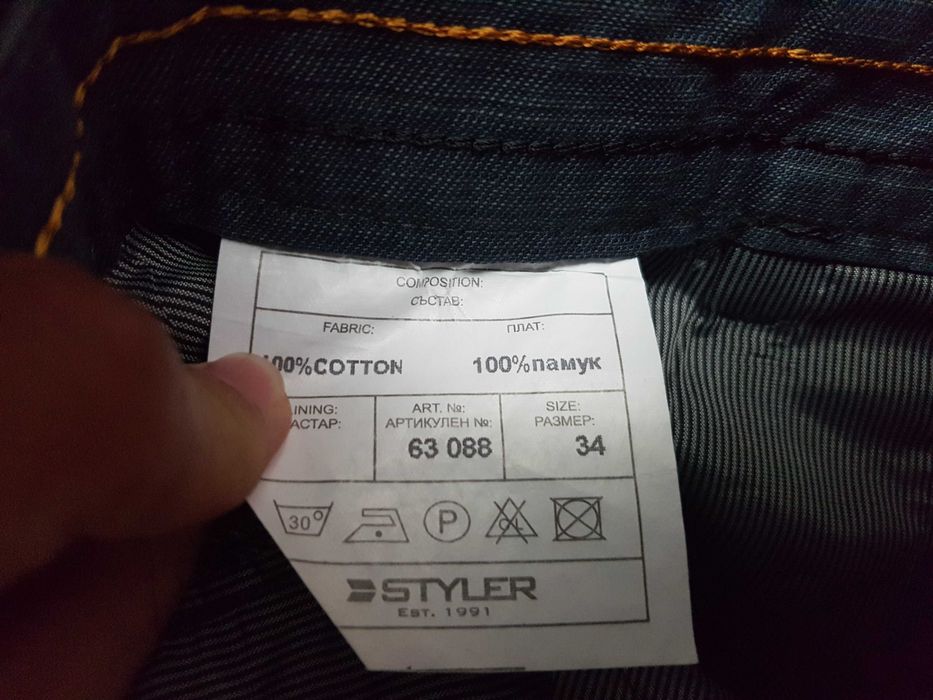 COMPOSITION:
СЪСТАВ:
FABRIC: ПЛАТ:
100%COTTON 100%памук
ART. №: SIZE:
АРТИКУЛЕН №: РАЗМЕР:
63 088 34
30° P CL
STYLER
EST. 1991